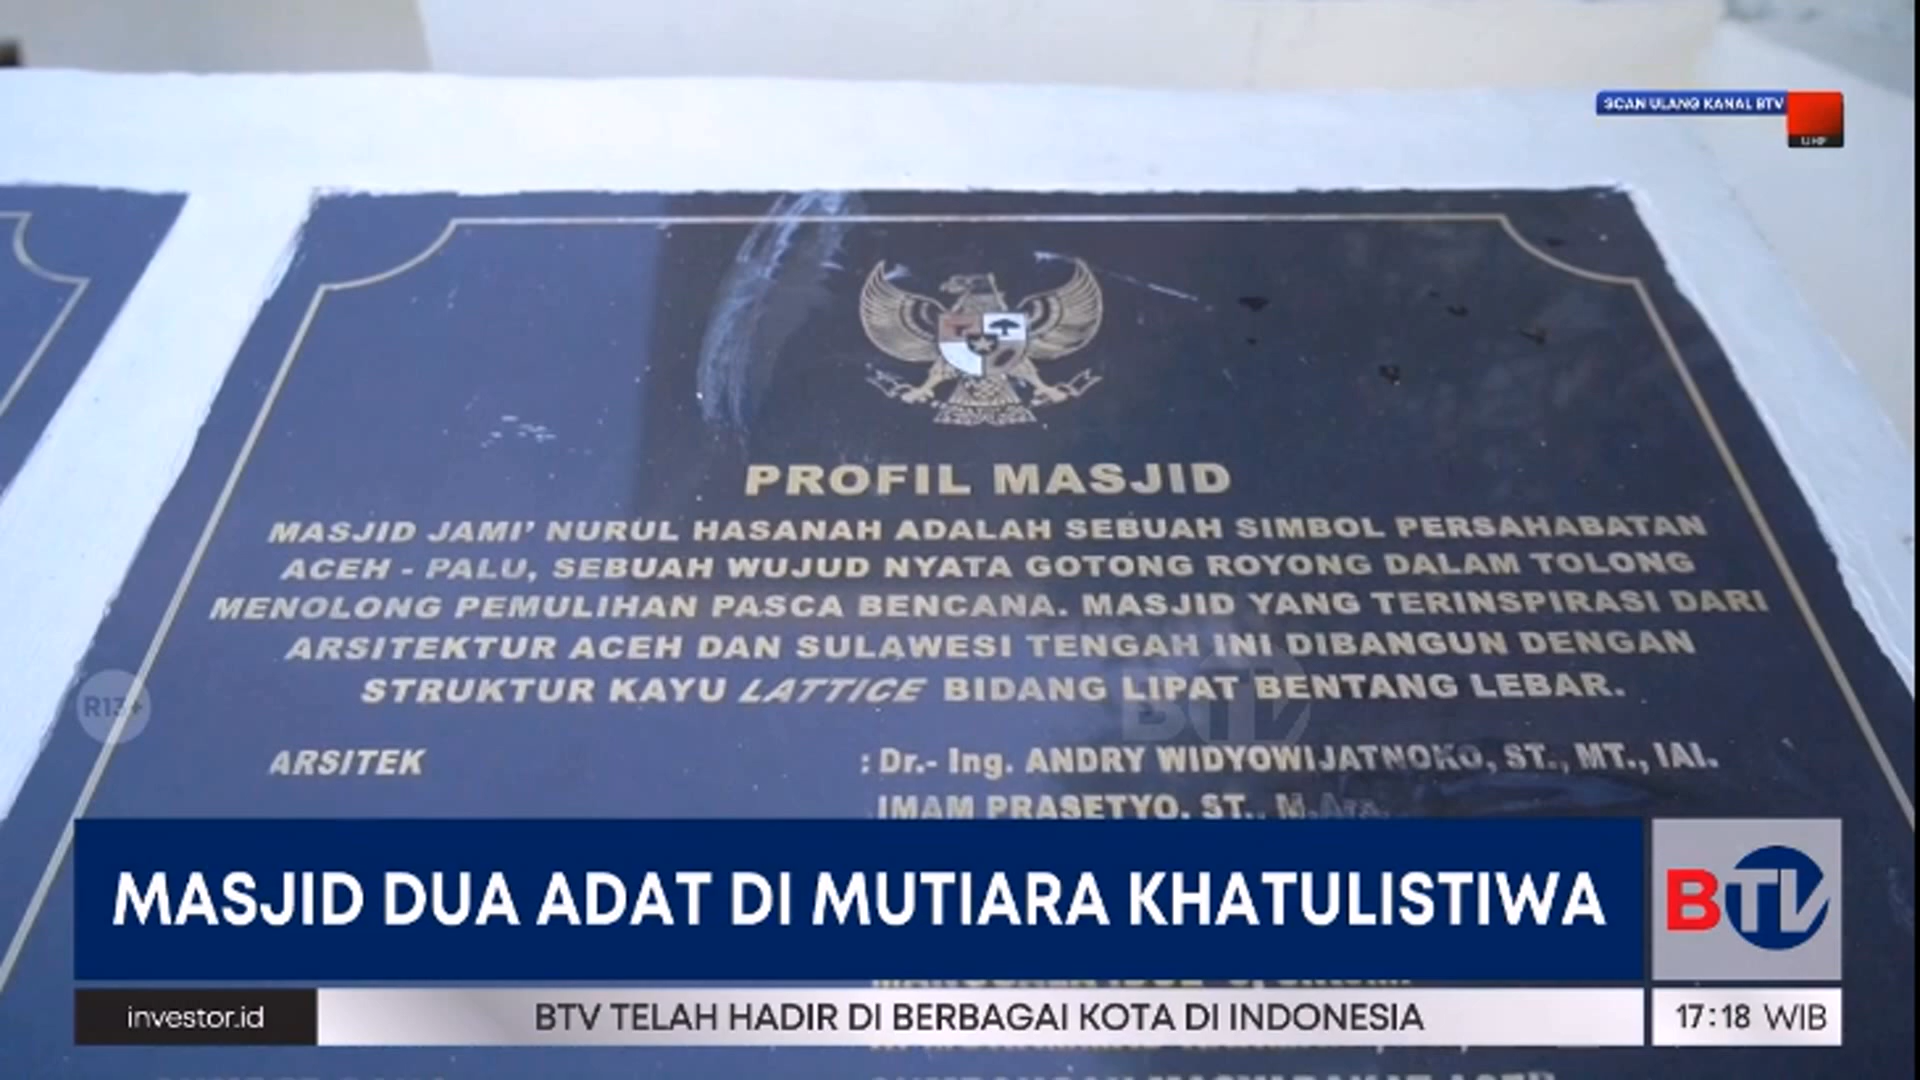 SCAN ULANG KANAL BTV
PROFIL MASJID
MASJID JAMI' NURUL HASANAH ADALAH SEBUAH SIMBOL PERSAHABATAN
ACEH - PALU, SEBUAH WUJUD NYATA GOTONG ROYONG DALAM TOLONG
MENOLONG PEMULIHAN PASCA BENCANA. MASJID YANG TERINSPIRASI DARI
ARSITEKTUR ACEH DAN SULAWESI TENGAH INI DIBANGUN DENGAN
STRUKTUR KAYU LATTICE BIDANG LIPAT BENTANG LEBAR.
R13+
BTV
ARSITEK : Dr.- Ing. ANDRY WIDYOWIJATNOKO, ST., MT., IAI.
IMAM PRASETYO, ST., M.Ars.
MASJID DUA ADAT DI MUTIARA KHATULISTIWA
BTV
investor.id
BTV TELAH HADIR DI BERBAGAI KOTA DI INDONESIA
17:18 WIB